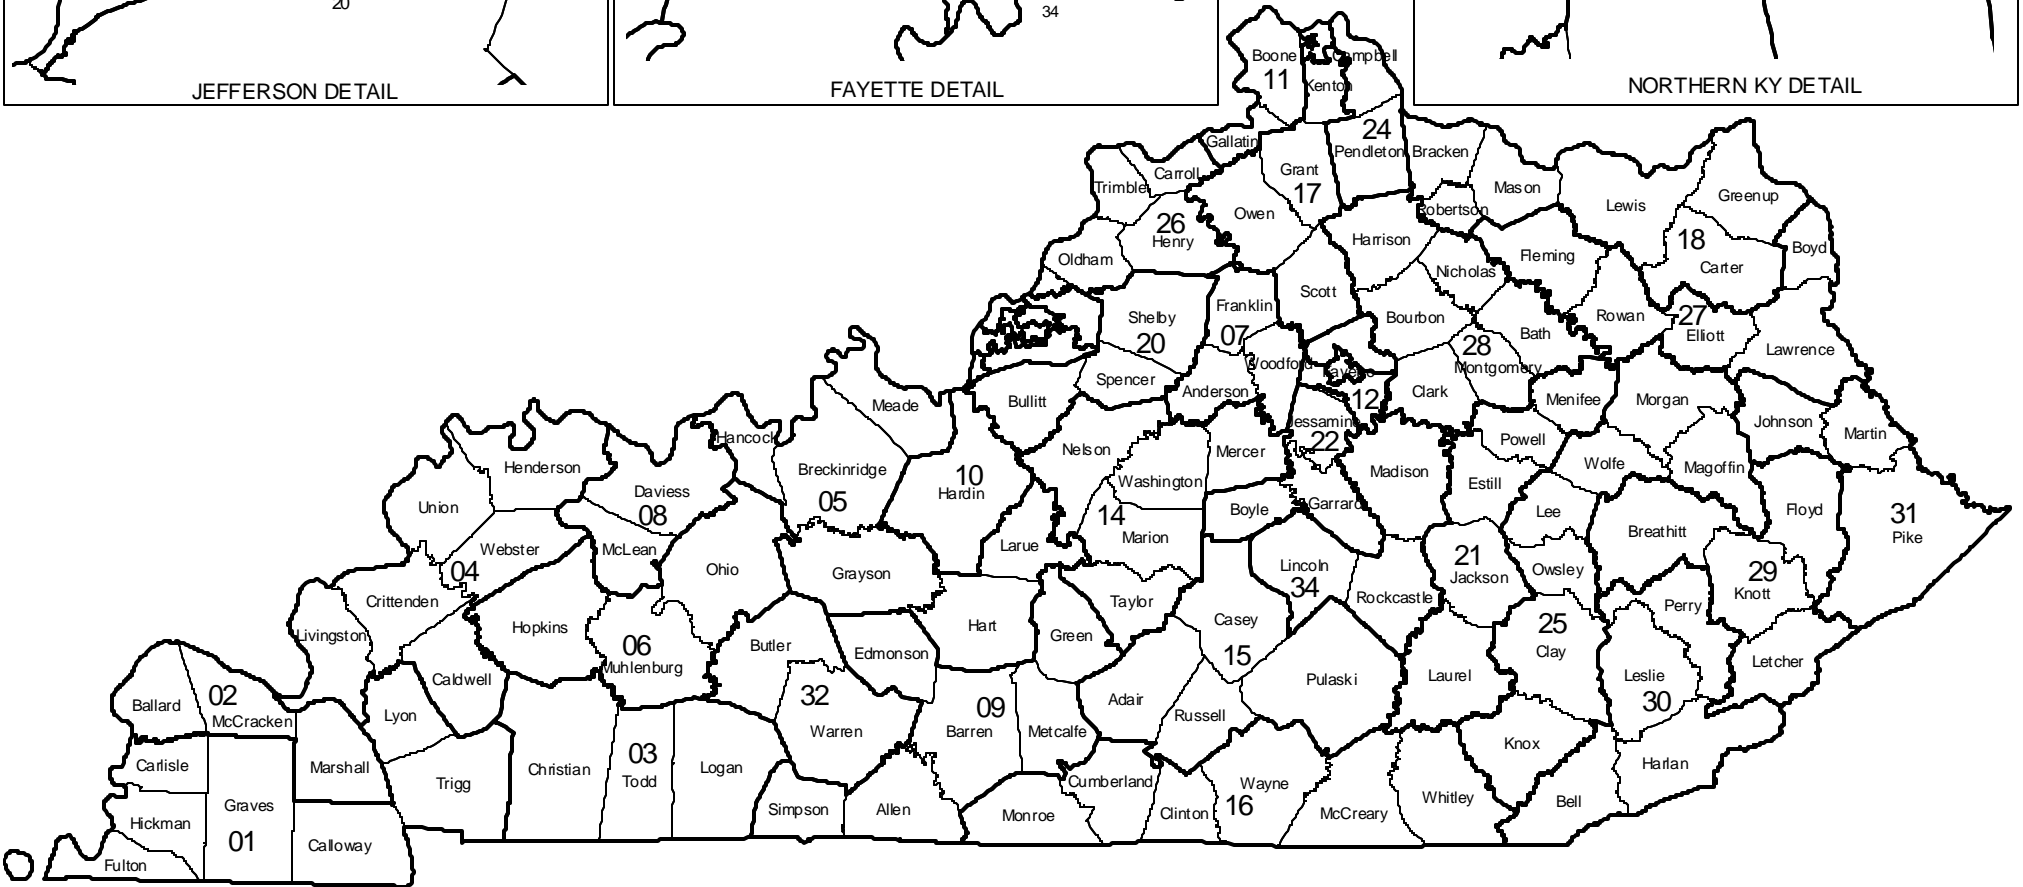 20
34
JEFFERSON DETAIL
FAYETTE DETAIL
NORTHERN KY DETAIL
Boone
11
Campbell
Kenton
24
Pendleton
Gallatin
Bracken
Grant
17
Carroll
Trimble
Mason
Robertson
Lewis
Greenup
Owen
26
Henry
Harrison
18
Carter
Boyd
Oldham
Fleming
Nicholas
Scott
Franklin
07
Shelby
20
Bourbon
Rowan
27
Elliott
Bath
28
Montgomery
Lawrence
Woodford
Fayette
12
Spencer
Anderson
Clark
Menifee
Morgan
Bullitt
Meade
Jessamine
22
Johnson
Martin
Hancock
Nelson
Mercer
Powell
Wolfe
Magoffin
Henderson
Breckinridge
05
10
Hardin
Washington
Madison
Estill
Union
Daviess
08
14
Marion
Boyle
Garrard
Lee
Floyd
31
Pike
Breathitt
Webster
04
McLean
Larue
Ohio
Grayson
Lincoln
34
21
Jackson
Owsley
29
Knott
Crittenden
Taylor
Rockcastle
Perry
Livingston
Hopkins
06
Muhlenburg
Hart
Green
Casey
15
25
Clay
Butler
Edmonson
Letcher
Caldwell
Pulaski
Laurel
Leslie
30
Ballard
02
McCracken
Lyon
32
Warren
09
Barren
Metcalfe
Adair
Russell
Knox
Carlisle
Marshall
Trigg
Christian
03
Todd
Logan
Cumberland
Wayne
16
Harlan
Graves
01
Hickman
Simpson
Allen
Monroe
Clinton
McCreary
Whitley
Bell
Calloway
Fulton